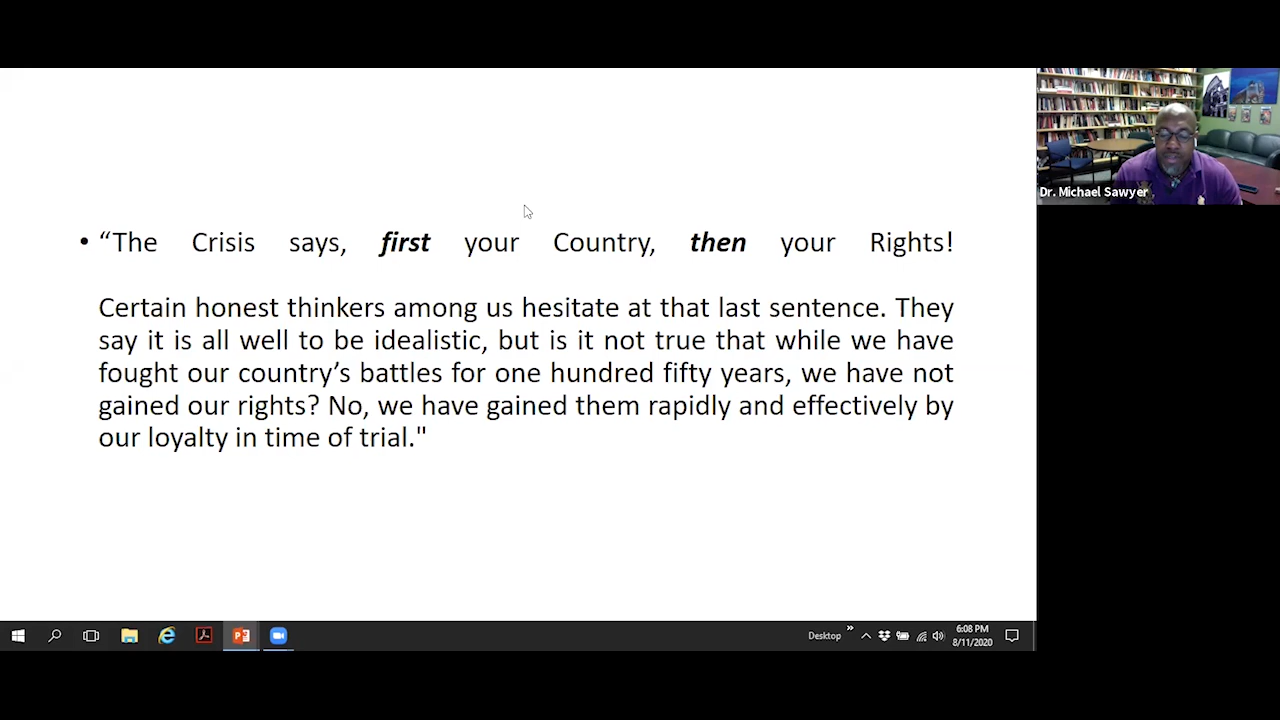 Dr. Michael Sawyer
• “The Crisis says, first your Country, then your Rights!
Certain honest thinkers among us hesitate at that last sentence. They
say it is all well to be idealistic, but is it not true that while we have
fought our country’s battles for one hundred fifty years, we have not
gained our rights? No, we have gained them rapidly and effectively by
our loyalty in time of trial."
Desktop
6:08 PM
8/11/2020